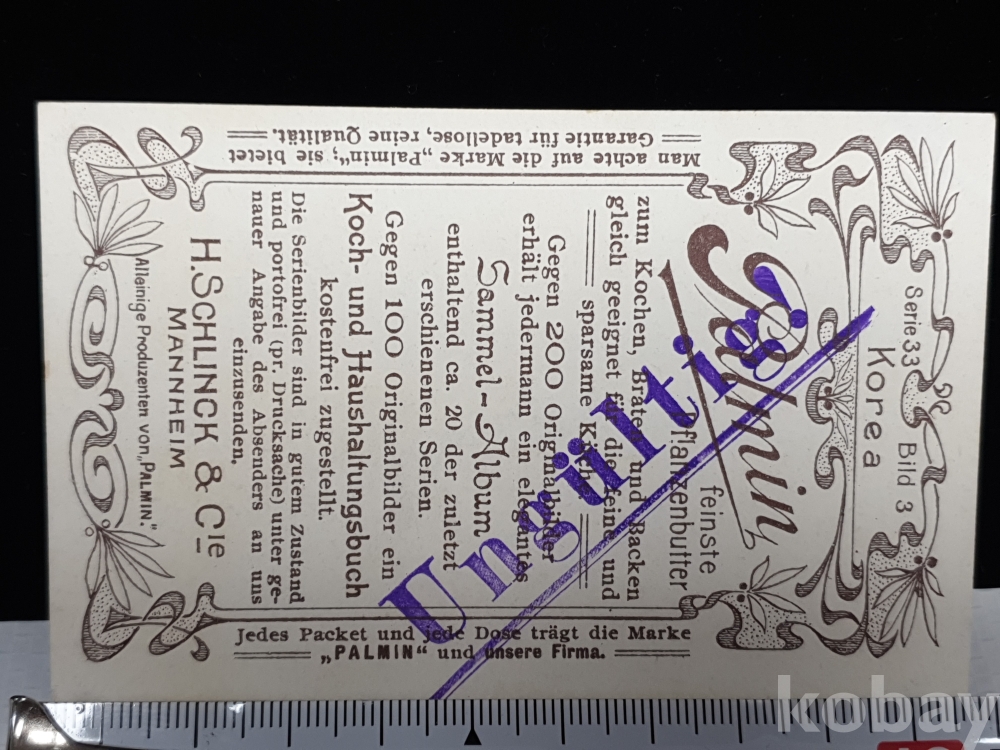 Serie 33 Bild 3
Korea
Palmin
feinste
Pflanzenbutter
zum Kochen, Braten und Backen
gleich geeignet für die feine und
sparsame Küche
Gegen 200 Originalbilder
erhält jedermann ein elegantes
Sammel-Album
enthaltend ca. 20 der zuletzt
erschienenen Serien.
Gegen 100 Originalbilder ein
Koch- und Haushaltungsbuch
kostenfrei zugestellt.
Die Serienbilder sind in gutem Zustand
und portofrei (pr. Drucksache) unter ge-
nauer Angabe des Absenders an uns
einzusenden.
H. SCHLINCK & Cie
MANNHEIM
Alleinige Produzenten von „PALMIN."
Man achte auf die Marke „Palmin"; sie bietet
Garantie für tadellose, reine Qualität.
Jedes Packet und jede Dose trägt die Marke
„PALMIN" und unsere Firma.
Ungültig!
kobay